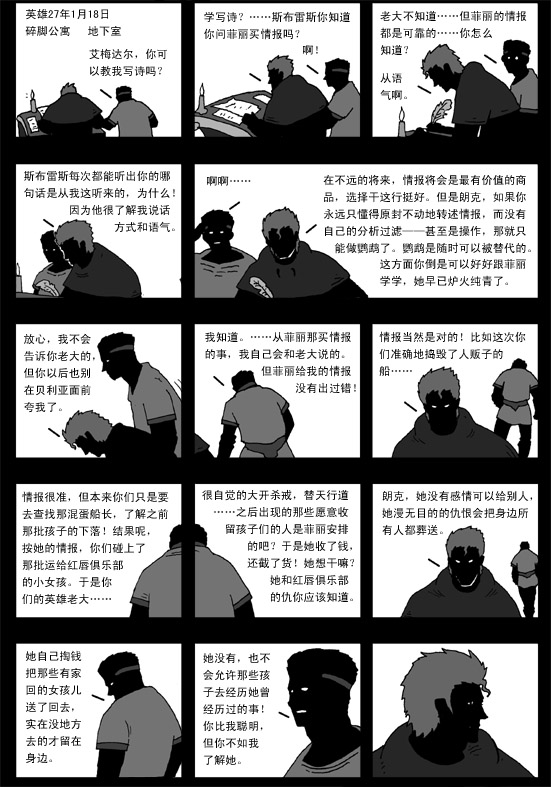 英雄27年1月18日
碎脚公寓 地下室
艾梅达尔，你可
以教我写诗吗？
学写诗？……斯布雷斯你知道
你问菲丽买情报吗？
啊！
老大不知道……但菲丽的情报
都是可靠的……你怎么
知道？
从语
气啊。
斯布雷斯每次都能听出你的哪
句话是从我这听来的，为什么！
因为他很了解我说话
方式和语气。
啊啊……
在不远的将来，情报将会是最有价值的商
品，选择干这行挺好。但是朗克，如果你
永远只懂得原封不动地转述情报，而没有
自己的分析过滤——甚至是操作，那就只
能做鹦鹉了。鹦鹉是随时可以被替代的。
这方面你倒是可以好好跟菲丽
学学，她早已炉火纯青了。
放心，我不会
告诉你老大的，
但你以后也别
在贝利亚面前
夸我了。
我知道。……从菲丽那买情报
的事，我自己会和老大说的。
但菲丽给我的情报
没有出过错！
情报当然是对的！比如这次你
们准确地捣毁了人贩子的
船……
情报很准，但本来你们只是要
去查找那混蛋船长，了解之前
那批孩子的下落！结果呢，
按她的情报，你们碰上了
那批运给红唇俱乐部
的小女孩。于是你
们的英雄老大……
很自觉的大开杀戒，替天行道
……之后出现的那些愿意收
留孩子们的人是菲丽安排
的吧？于是她收了钱，
还截了货！她想干嘛？
她和红唇俱乐部
的仇你应该知道。
朗克，她没有感情可以给别人，
她漫无目的的仇恨会把身边所
有人都葬送。
她自己掏钱
把那些有家
回的女孩儿
送了回去，
实在没地方
去的才留在
身边。
她没有，也不
会允许那些孩
子去经历她曾
经历过的事！
你比我聪明，
但你不如我
了解她。